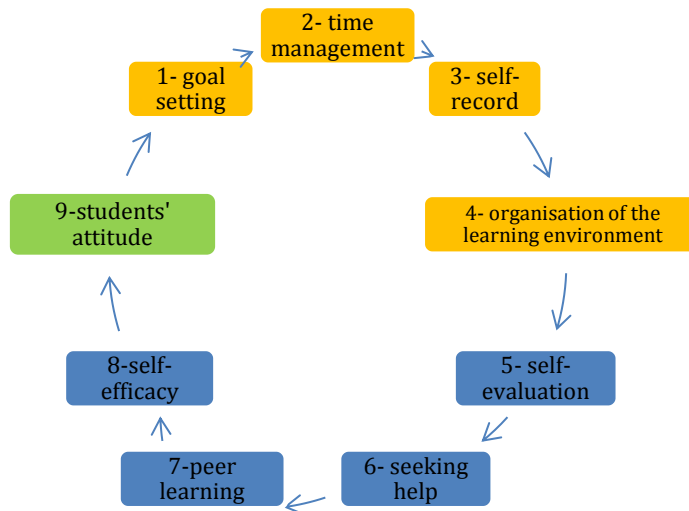 1- goal
setting
2- time
management
3- self-
record
4- organisation of the
learning environment
5- self-
evaluation
6- seeking
help
7-peer
learning
8-self-
efficacy
9-students'
attitude